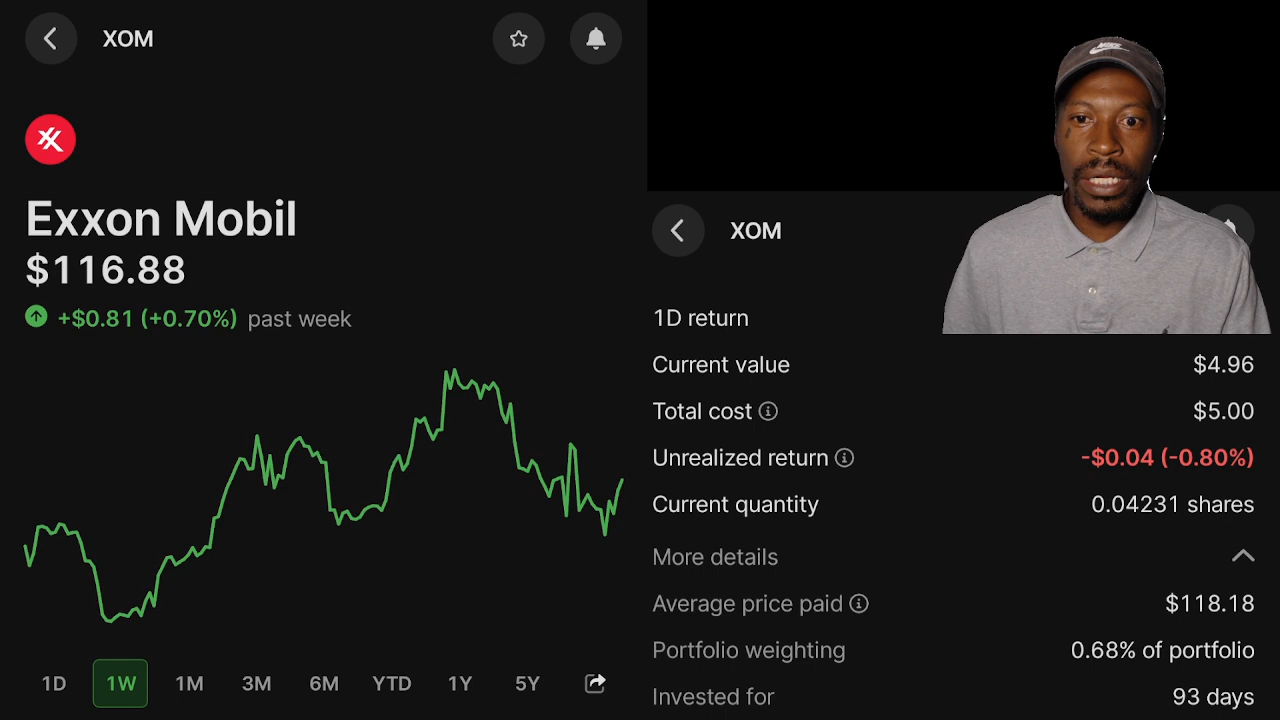 XOM
Exxon Mobil
$116.88
+$0.81 (+0.70%) past week
1D 1W 1M 3M 6M YTD 1Y 5Y
NIKE
XOM
1D return
Current value $4.96
Total cost $5.00
Unrealized return -$0.04 (-0.80%)
Current quantity 0.04231 shares
More details
Average price paid $118.18
Portfolio weighting 0.68% of portfolio
Invested for 93 days